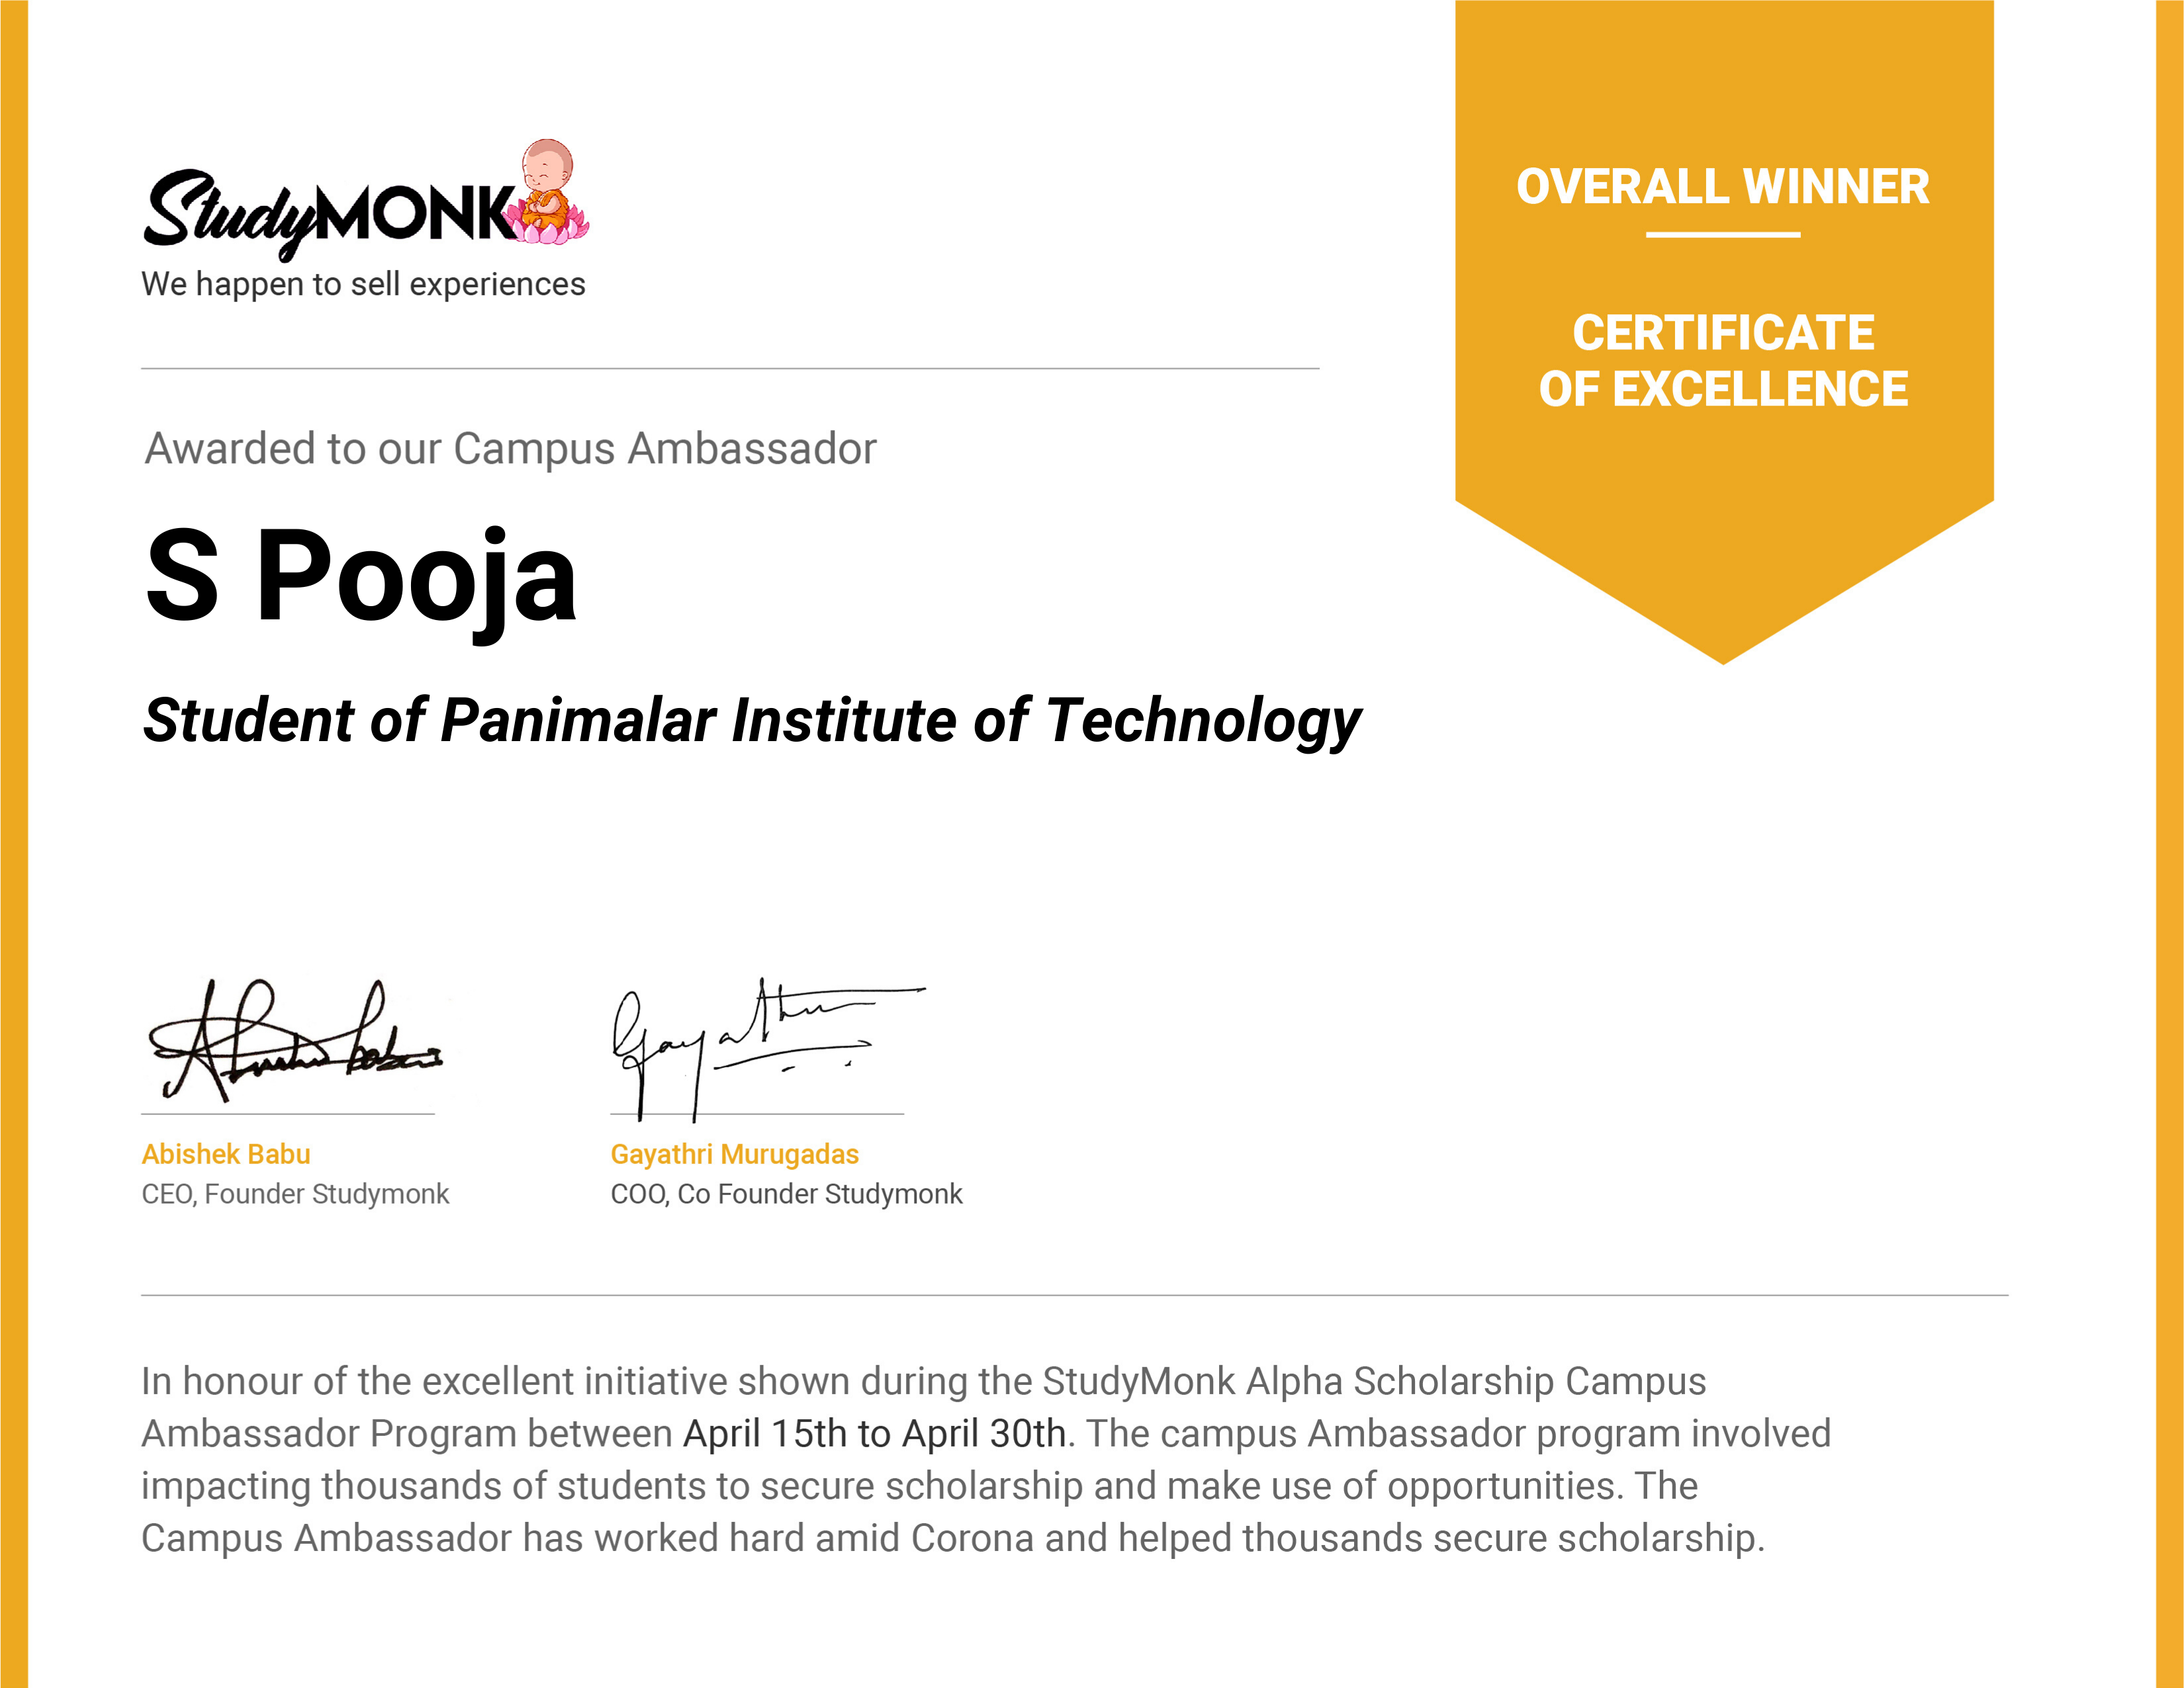 StudyMONK
We happen to sell experiences
OVERALL WINNER
CERTIFICATE
OF EXCELLENCE
Awarded to our Campus Ambassador
S Pooja
Student of Panimalar Institute of Technology
Gayathri
Abishek Babu
CEO, Founder Studymonk
Gayathri Murugadas
COO, Co Founder Studymonk
In honour of the excellent initiative shown during the StudyMonk Alpha Scholarship Campus
Ambassador Program between April 15th to April 30th. The campus Ambassador program involved
impacting thousands of students to secure scholarship and make use of opportunities. The
Campus Ambassador has worked hard amid Corona and helped thousands secure scholarship.